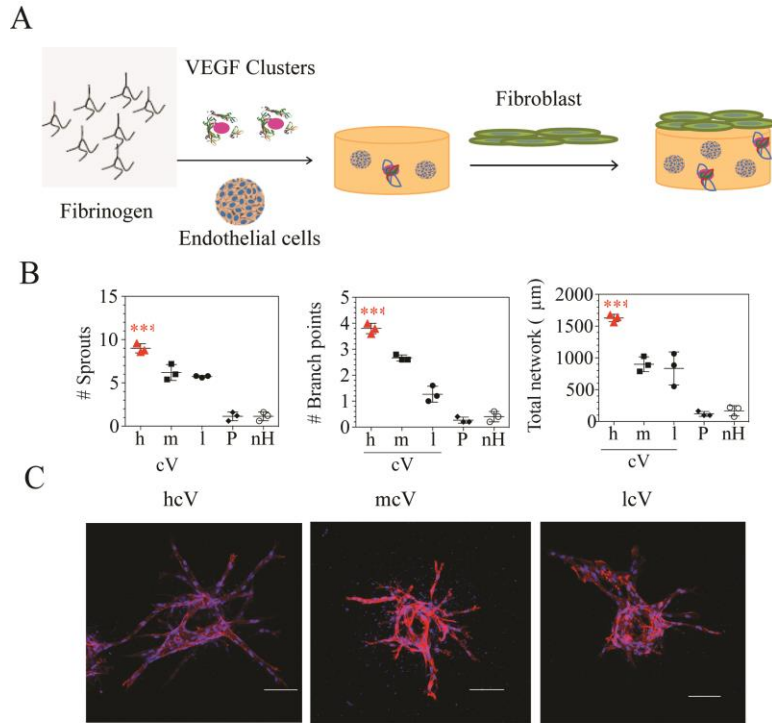 A
VEGF Clusters
Fibroblast
Fibrinogen
Endothelial cells
B
# Sprouts
15
10
5
0
***
h m l P nH
cV
# Branch points
5
4
3
2
1
0
***
h m l P nH
cV
Total network ( μm)
2000
1500
1000
500
0
***
h m l P nH
cV
C
hcV mcV lcV